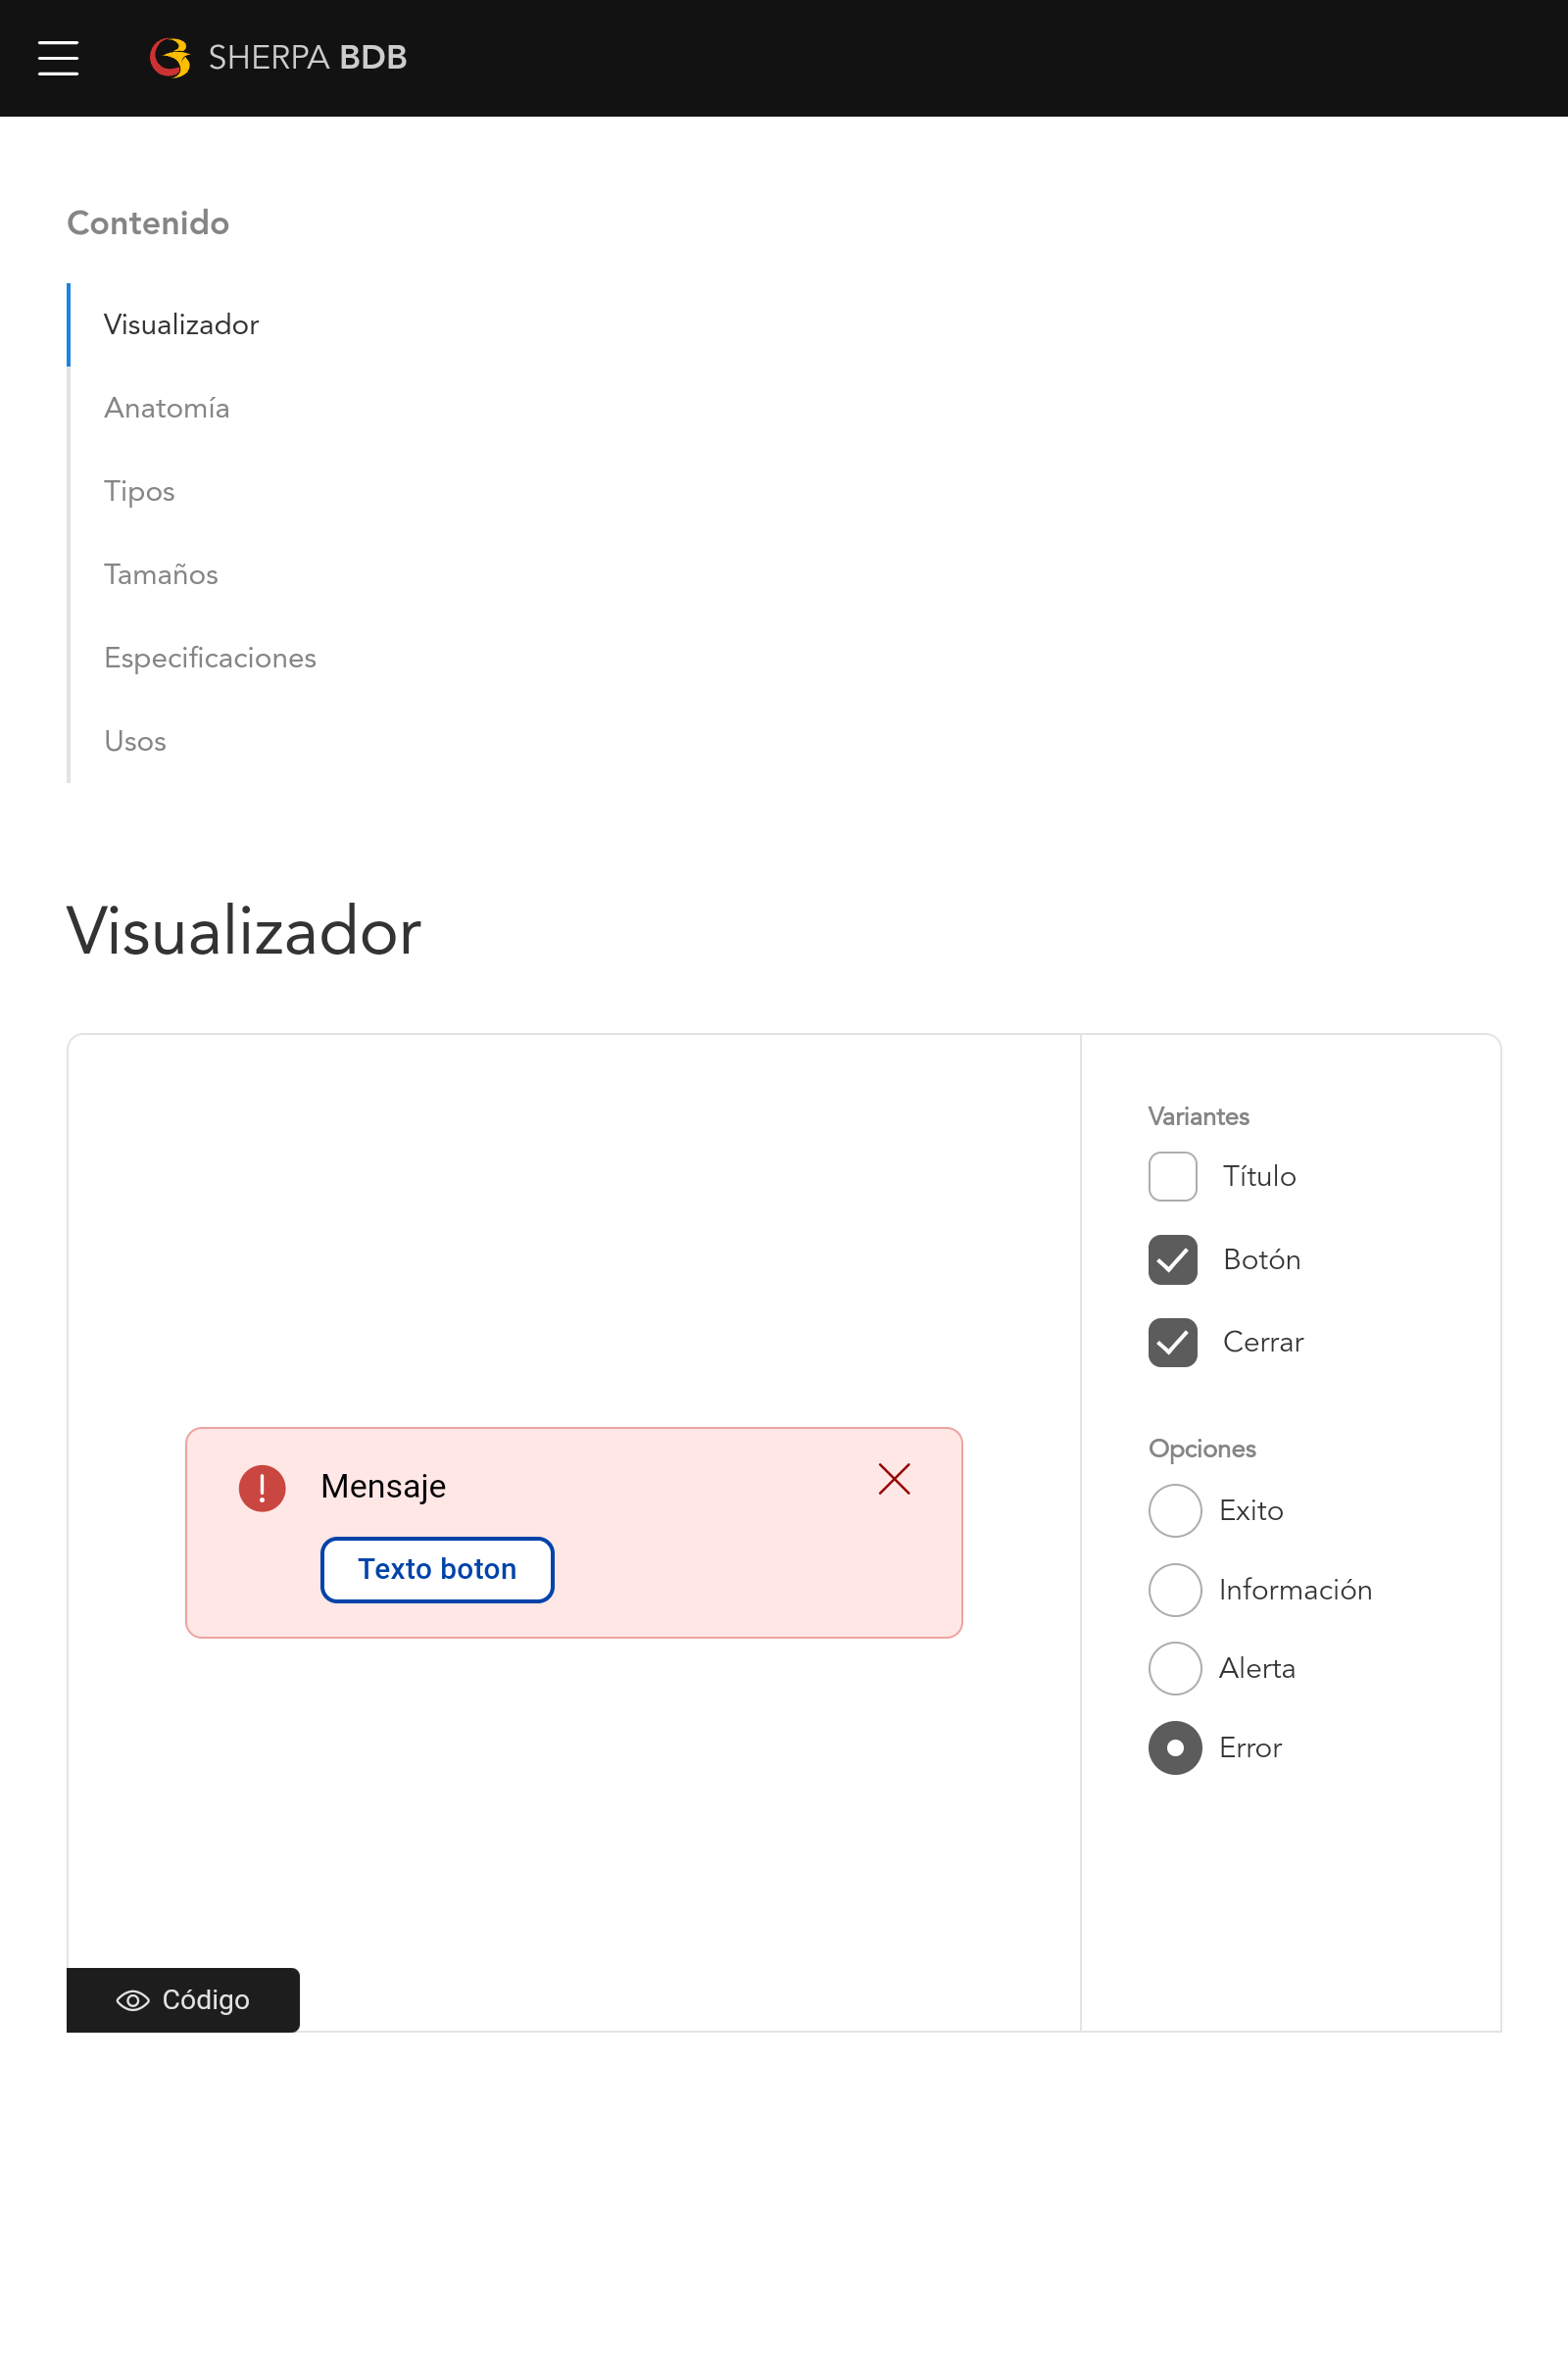 SHERPA BDB
Contenido
Visualizador
Anatomía
Tipos
Tamaños
Especificaciones
Usos
Visualizador
Variantes
Título
Botón
Cerrar
Opciones
Exito
Información
Alerta
Error
Mensaje
Texto boton
Código